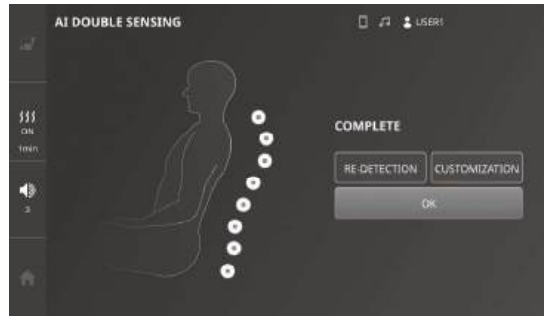 AI DOUBLE SENSING
USER1
ON
1min
3
COMPLETE
RE-DETECTION
CUSTOMIZATION
OK